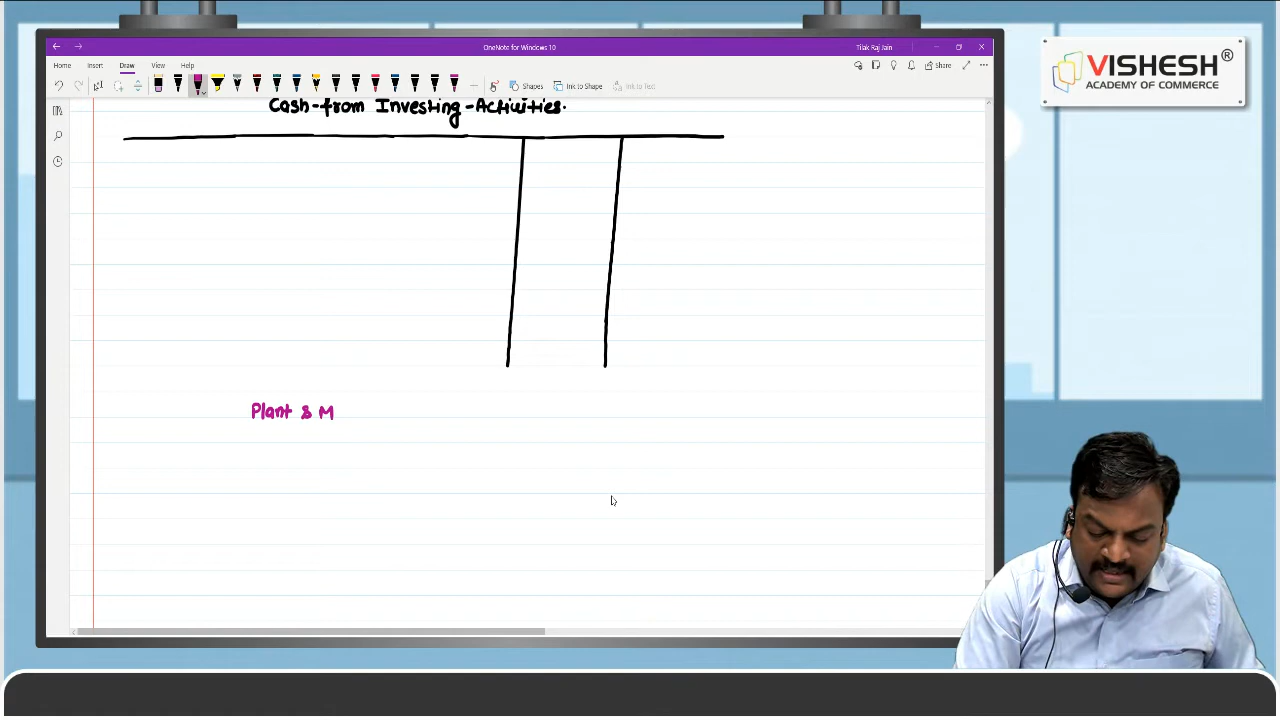 OneNote for Windows 10
Tilak Raj Jain
Home Insert Draw View Help
Share
Shapes
Ink to Shape
Ink to Text
Cash from Investing Activities.
Plant & M
VISHESH®
ACADEMY OF COMMERCE